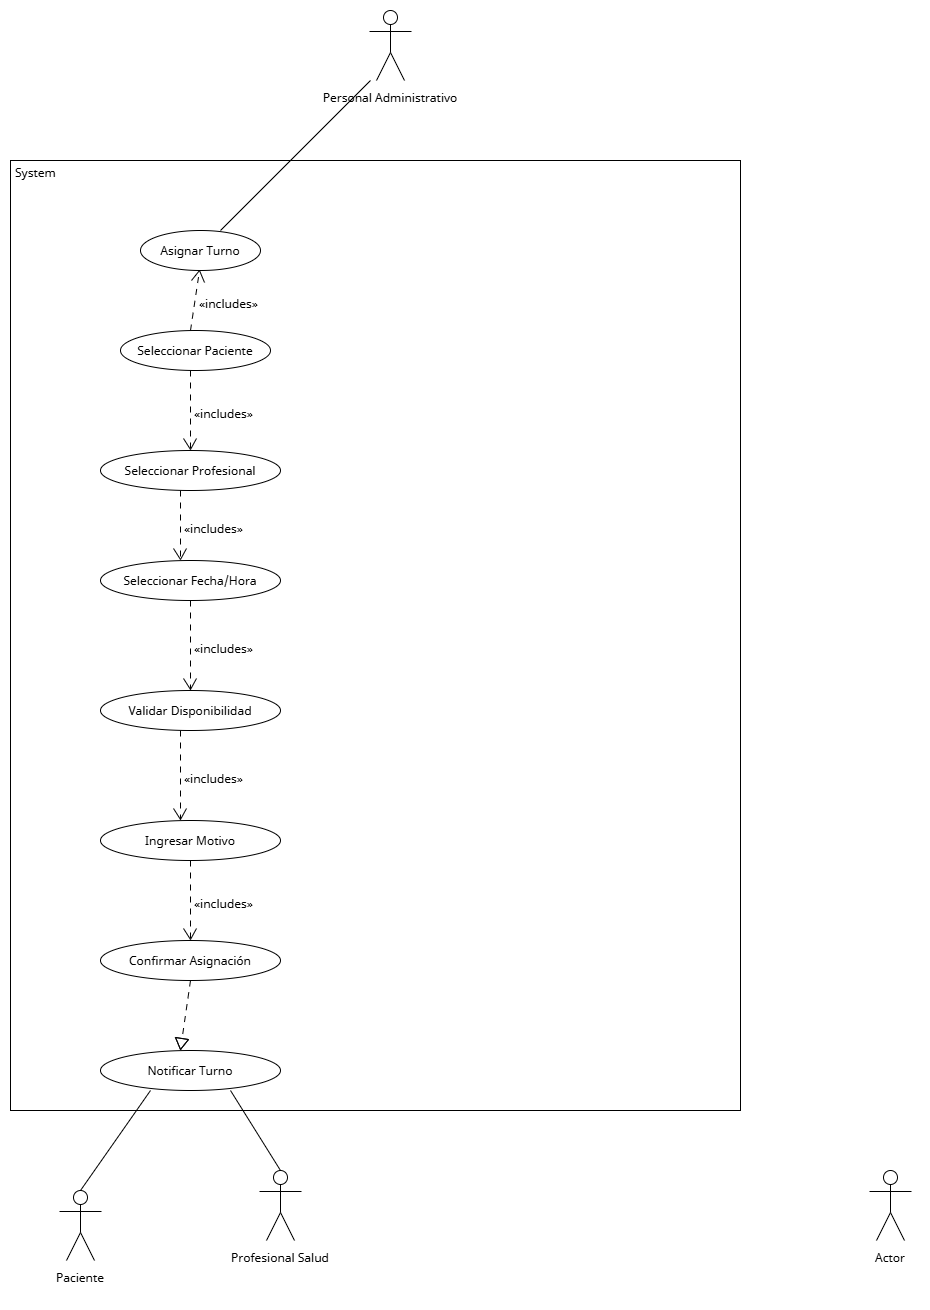 Personal Administrativo
System
Asignar Turno
«includes»
Seleccionar Paciente
«includes»
Seleccionar Profesional
«includes»
Seleccionar Fecha/Hora
«includes»
Validar Disponibilidad
«includes»
Ingresar Motivo
«includes»
Confirmar Asignación
Notificar Turno
Profesional Salud
Actor
Paciente